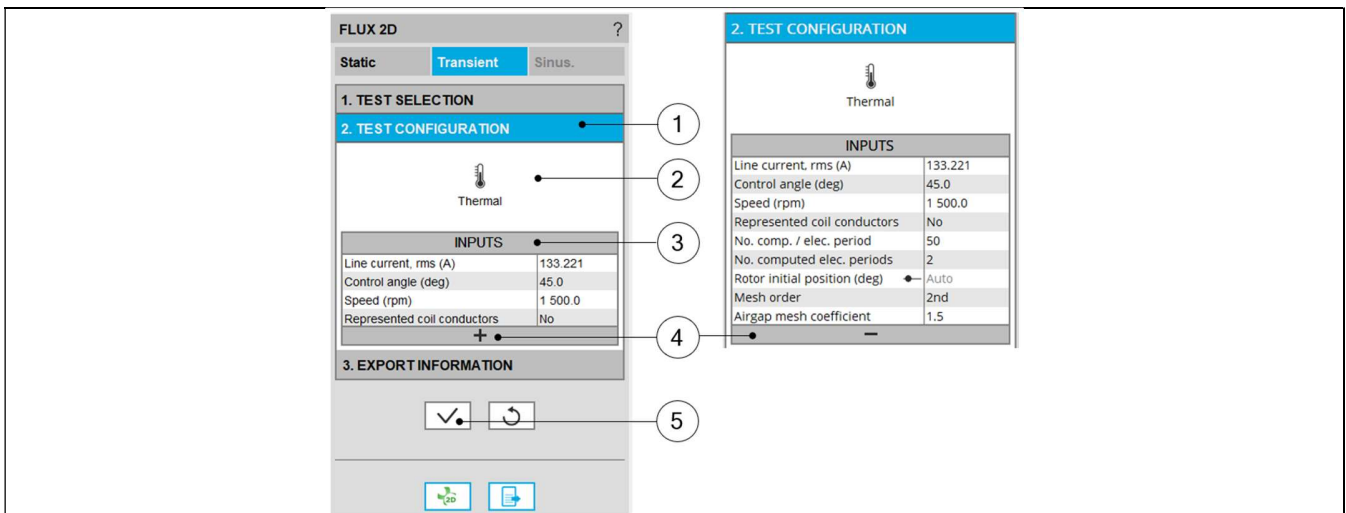 FLUX 2D ?
Static Transient Sinus.
1. TEST SELECTION
2. TEST CONFIGURATION
Thermal
INPUTS
Line current, rms (A) 133.221
Control angle (deg) 45.0
Speed (rpm) 1 500.0
Represented coil conductors No
+
3. EXPORT INFORMATION
2D
1
2
3
4
5
2. TEST CONFIGURATION
Thermal
INPUTS
Line current, rms (A) 133.221
Control angle (deg) 45.0
Speed (rpm) 1 500.0
Represented coil conductors No
No. comp. / elec. period 50
No. computed elec. periods 2
Rotor initial position (deg) Auto
Mesh order 2nd
Airgap mesh coefficient 1.5
−